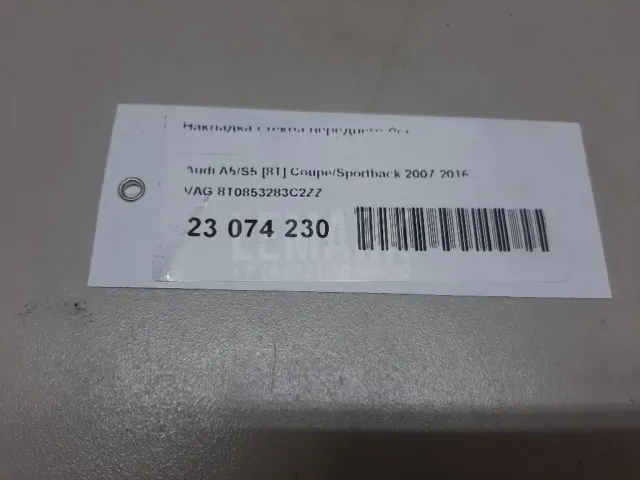 Накладка стекла переднего
Audi A5/S5 [8T] Coupe/Sportback 2007-2016
VAG 8T0853283C2ZZ
23 074 230